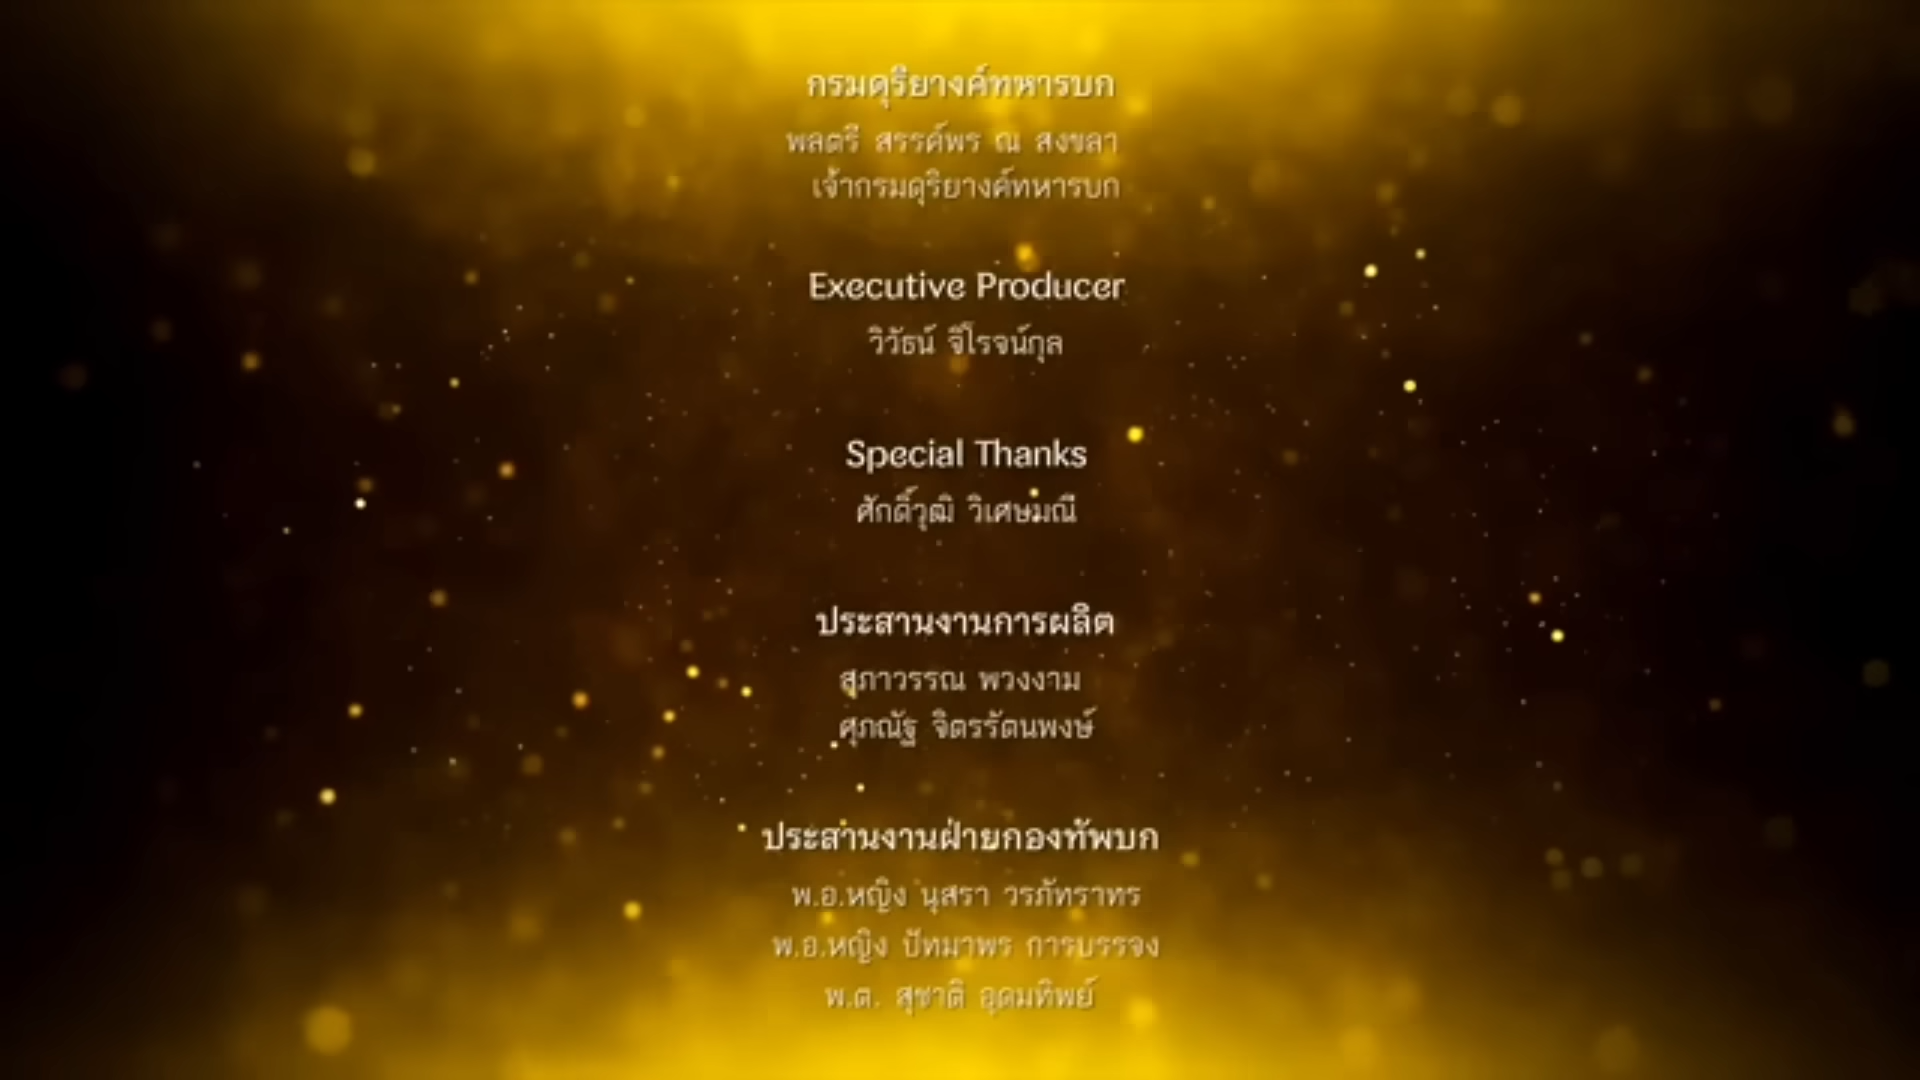 กรมดุริยางค์ทหารบก
พลตรี สรรค์พร ณ สงขลา
เจ้ากรมดุริยางค์ทหารบก
Executive Producer
วิวัธน์ จิโรจน์กุล
Special Thanks
ศักดิ์วุฒิ วิเศษมณี
ประสานงานการผลิต
สุภาวรรณ พวงงาม
ศุภณัฐ จิตรรัตนพงษ์
ประสานงานฝ่ายกองทัพบก
พ.อ.หญิง นุสรา วรภัทราทร
พ.อ.หญิง ปัทมาพร การบรรจง
พ.ต. สุชาติ อุดมทิพย์